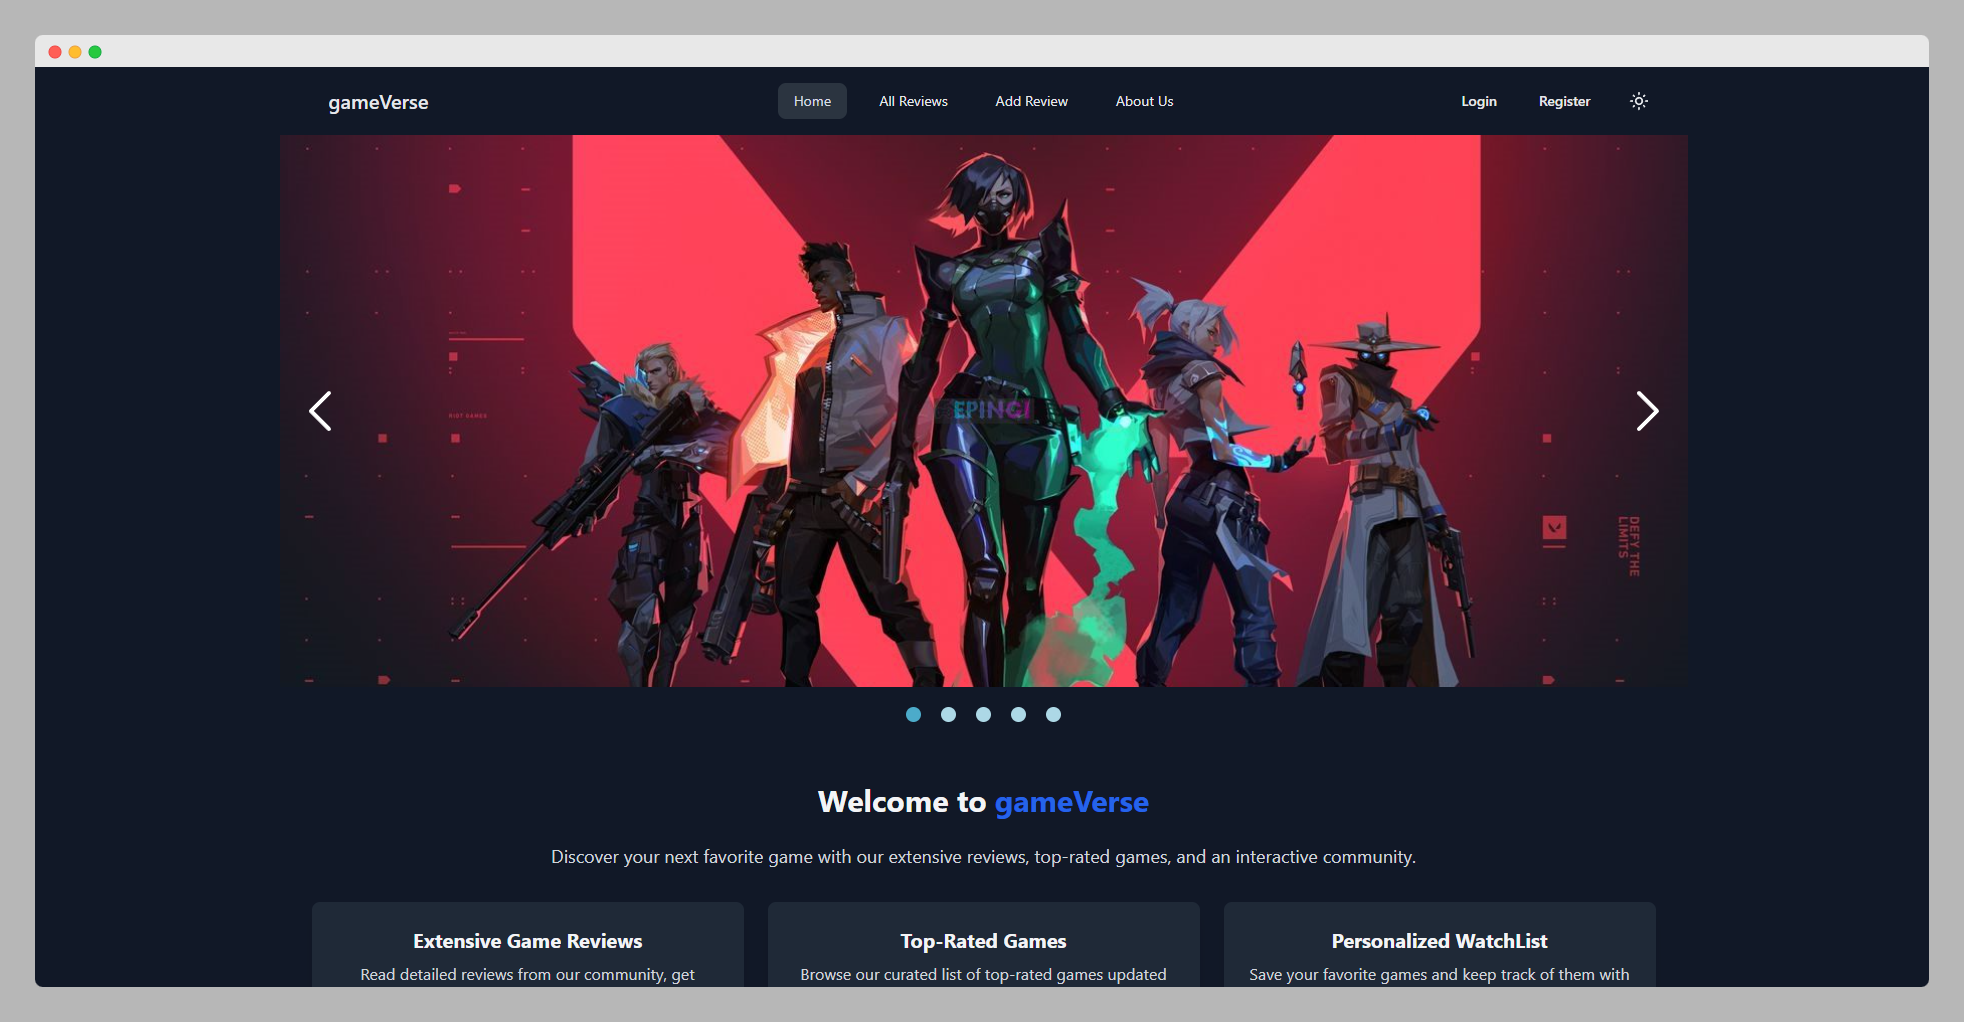 gameVerse
Home
All Reviews
Add Review
About Us
Login
Register
RIOT GAMES
EPINGI
DEFY THE
LIMITS
Welcome to gameVerse
Discover your next favorite game with our extensive reviews, top-rated games, and an interactive community.
Extensive Game Reviews
Read detailed reviews from our community, get
Top-Rated Games
Browse our curated list of top-rated games updated
Personalized WatchList
Save your favorite games and keep track of them with